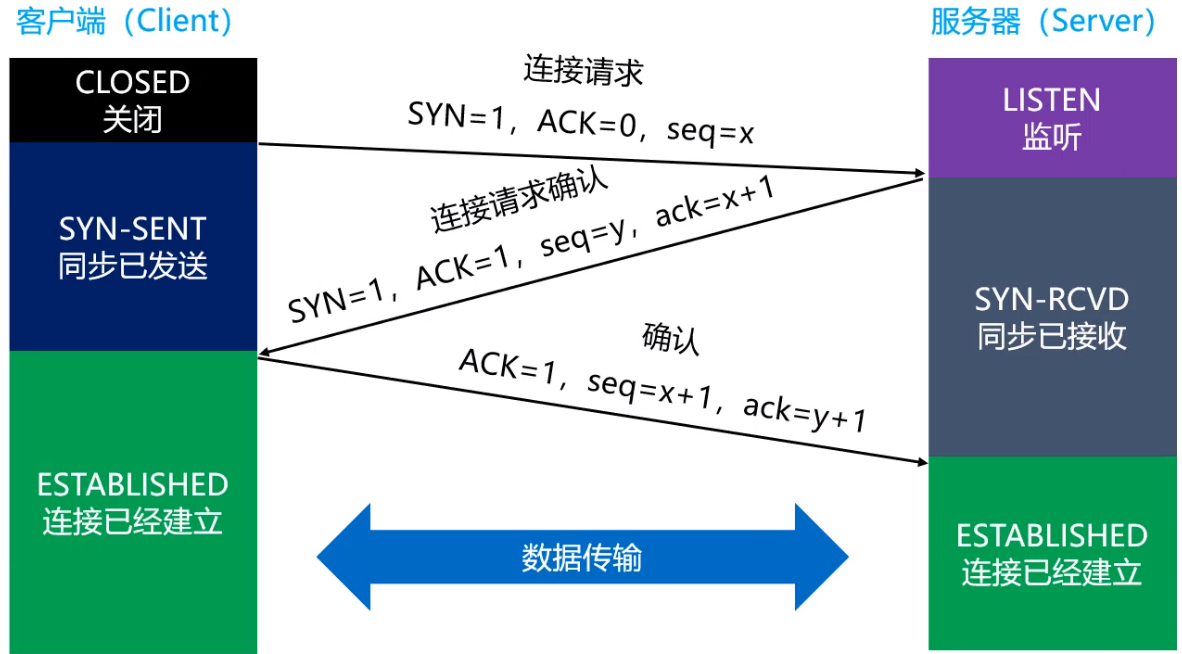 客户端（Client）
服务器（Server）
CLOSED
关闭
连接请求
SYN=1，ACK=0，seq=x
LISTEN
监听
SYN-SENT
同步已发送
连接请求确认
SYN=1，ACK=1，seq=y，ack=x+1
SYN-RCVD
同步已接收
确认
ACK=1，seq=x+1，ack=y+1
ESTABLISHED
连接已经建立
数据传输
ESTABLISHED
连接已经建立